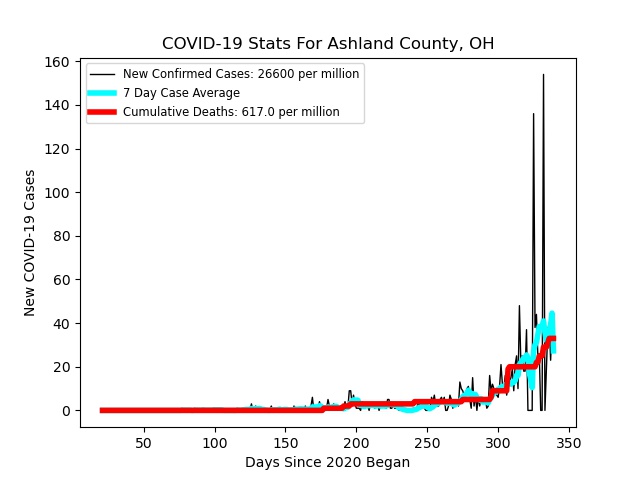 COVID-19 Stats For Ashland County, OH
New Confirmed Cases: 26600 per million
7 Day Case Average
Cumulative Deaths: 617.0 per million
New COVID-19 Cases
160
140
120
100
80
60
40
20
0
50
100
150
200
250
300
350
Days Since 2020 Began